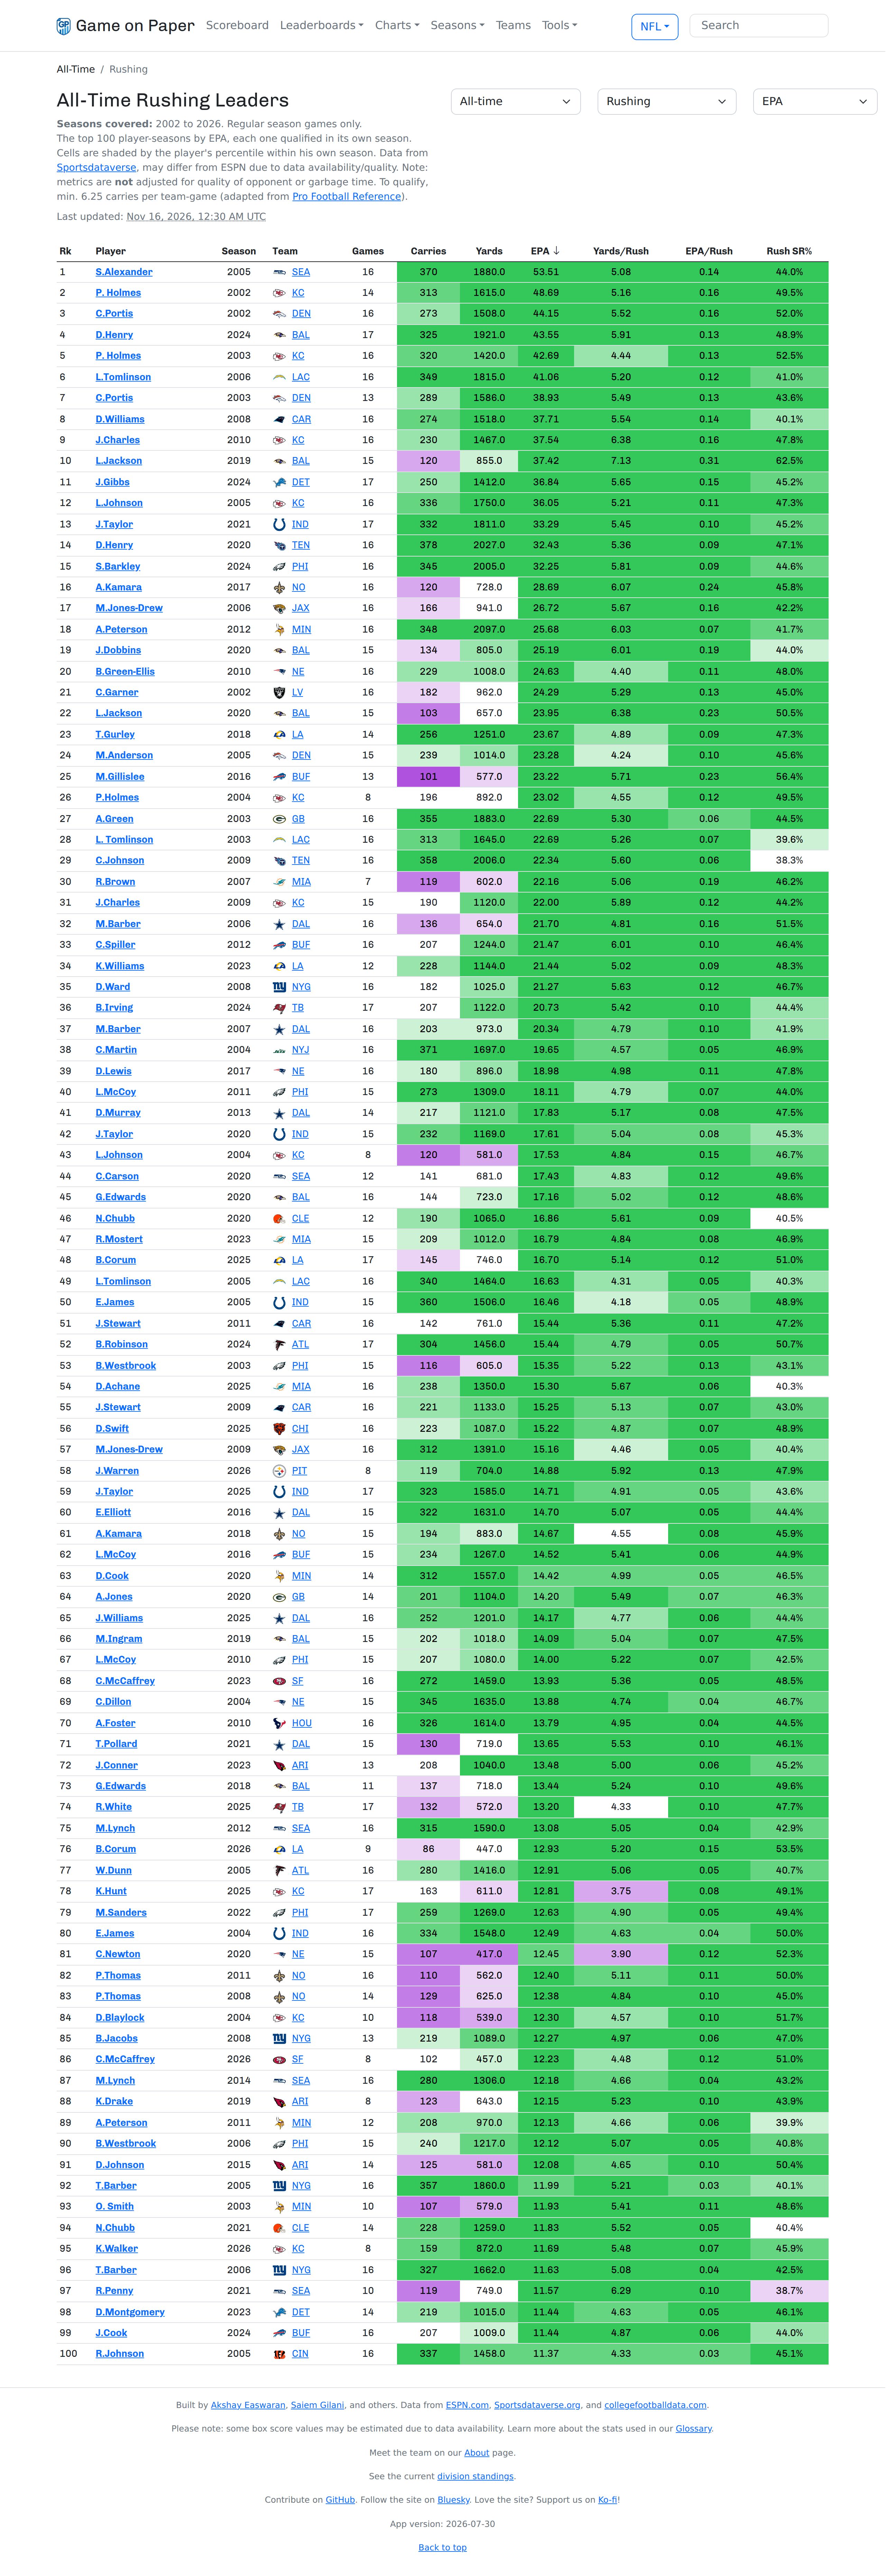 Game on Paper Scoreboard Leaderboards Charts Seasons Teams Tools NFL Search
All-Time / Rushing
All-Time Rushing Leaders All-time Rushing EPA
Seasons covered: 2002 to 2026. Regular season games only.
The top 100 player-seasons by EPA, each one qualified in its own season.
Cells are shaded by the player's percentile within his own season. Data from
Sportsdataverse, may differ from ESPN due to data availability/quality. Note:
metrics are not adjusted for quality of opponent or garbage time. To qualify,
min. 6.25 carries per team-game (adapted from Pro Football Reference).
Last updated: Nov 16, 2026, 12:30 AM UTC
Rk Player Season Team Games Carries Yards EPA ↓ Yards/Rush EPA/Rush Rush SR%
1 S.Alexander 2005 SEA 16 370 1880.0 53.51 5.08 0.14 44.0%
2 P. Holmes 2002 KC 14 313 1615.0 48.69 5.16 0.16 49.5%
3 C.Portis 2002 DEN 16 273 1508.0 44.15 5.52 0.16 52.0%
4 D.Henry 2024 BAL 17 325 1921.0 43.55 5.91 0.13 48.9%
5 P. Holmes 2003 KC 16 320 1420.0 42.69 4.44 0.13 52.5%
6 L.Tomlinson 2006 LAC 16 349 1815.0 41.06 5.20 0.12 41.0%
7 C.Portis 2003 DEN 13 289 1586.0 38.93 5.49 0.13 43.6%
8 D.Williams 2008 CAR 16 274 1518.0 37.71 5.54 0.14 40.1%
9 J.Charles 2010 KC 16 230 1467.0 37.54 6.38 0.16 47.8%
10 L.Jackson 2019 BAL 15 120 855.0 37.42 7.13 0.31 62.5%
11 J.Gibbs 2024 DET 17 250 1412.0 36.84 5.65 0.15 45.2%
12 L.Johnson 2005 KC 16 336 1750.0 36.05 5.21 0.11 47.3%
13 J.Taylor 2021 IND 17 332 1811.0 33.29 5.45 0.10 45.2%
14 D.Henry 2020 TEN 16 378 2027.0 32.43 5.36 0.09 47.1%
15 S.Barkley 2024 PHI 16 345 2005.0 32.25 5.81 0.09 44.6%
16 A.Kamara 2017 NO 16 120 728.0 28.69 6.07 0.24 45.8%
17 M.Jones-Drew 2006 JAX 16 166 941.0 26.72 5.67 0.16 42.2%
18 A.Peterson 2012 MIN 16 348 2097.0 25.68 6.03 0.07 41.7%
19 J.Dobbins 2020 BAL 15 134 805.0 25.19 6.01 0.19 44.0%
20 B.Green-Ellis 2010 NE 16 229 1008.0 24.63 4.40 0.11 48.0%
21 C.Garner 2002 LV 16 182 962.0 24.29 5.29 0.13 45.0%
22 L.Jackson 2020 BAL 15 103 657.0 23.95 6.38 0.23 50.5%
23 T.Gurley 2018 LA 14 256 1251.0 23.67 4.89 0.09 47.3%
24 M.Anderson 2005 DEN 15 239 1014.0 23.28 4.24 0.10 45.6%
25 M.Gillislee 2016 BUF 13 101 577.0 23.22 5.71 0.23 56.4%
26 P.Holmes 2004 KC 8 196 892.0 23.02 4.55 0.12 49.5%
27 A.Green 2003 GB 16 355 1883.0 22.69 5.30 0.06 44.5%
28 L. Tomlinson 2003 LAC 16 313 1645.0 22.69 5.26 0.07 39.6%
29 C.Johnson 2009 TEN 16 358 2006.0 22.34 5.60 0.06 38.3%
30 R.Brown 2007 MIA 7 119 602.0 22.16 5.06 0.19 46.2%
31 J.Charles 2009 KC 15 190 1120.0 22.00 5.89 0.12 44.2%
32 M.Barber 2006 DAL 16 136 654.0 21.70 4.81 0.16 51.5%
33 C.Spiller 2012 BUF 16 207 1244.0 21.47 6.01 0.10 46.4%
34 K.Williams 2023 LA 12 228 1144.0 21.44 5.02 0.09 48.3%
35 D.Ward 2008 NYG 16 182 1025.0 21.27 5.63 0.12 46.7%
36 B.Irving 2024 TB 17 207 1122.0 20.73 5.42 0.10 44.4%
37 M.Barber 2007 DAL 16 203 973.0 20.34 4.79 0.10 41.9%
38 C.Martin 2004 NYJ 16 371 1697.0 19.65 4.57 0.05 46.9%
39 D.Lewis 2017 NE 16 180 896.0 18.98 4.98 0.11 47.8%
40 L.McCoy 2011 PHI 15 273 1309.0 18.11 4.79 0.07 44.0%
41 D.Murray 2013 DAL 14 217 1121.0 17.83 5.17 0.08 47.5%
42 J.Taylor 2020 IND 15 232 1169.0 17.61 5.04 0.08 45.3%
43 L.Johnson 2004 KC 8 120 581.0 17.53 4.84 0.15 46.7%
44 C.Carson 2020 SEA 12 141 681.0 17.43 4.83 0.12 49.6%
45 G.Edwards 2020 BAL 16 144 723.0 17.16 5.02 0.12 48.6%
46 N.Chubb 2020 CLE 12 190 1065.0 16.86 5.61 0.09 40.5%
47 R.Mostert 2023 MIA 15 209 1012.0 16.79 4.84 0.08 46.9%
48 B.Corum 2025 LA 17 145 746.0 16.70 5.14 0.12 51.0%
49 L.Tomlinson 2005 LAC 16 340 1464.0 16.63 4.31 0.05 40.3%
50 E.James 2005 IND 15 360 1506.0 16.46 4.18 0.05 48.9%
51 J.Stewart 2011 CAR 16 142 761.0 15.44 5.36 0.11 47.2%
52 B.Robinson 2024 ATL 17 304 1456.0 15.44 4.79 0.05 50.7%
53 B.Westbrook 2003 PHI 15 116 605.0 15.35 5.22 0.13 43.1%
54 D.Achane 2025 MIA 16 238 1350.0 15.30 5.67 0.06 40.3%
55 J.Stewart 2009 CAR 16 221 1133.0 15.25 5.13 0.07 43.0%
56 D.Swift 2025 CHI 16 223 1087.0 15.22 4.87 0.07 48.9%
57 M.Jones-Drew 2009 JAX 16 312 1391.0 15.16 4.46 0.05 40.4%
58 J.Warren 2026 PIT 8 119 704.0 14.88 5.92 0.13 47.9%
59 J.Taylor 2025 IND 17 323 1585.0 14.71 4.91 0.05 43.6%
60 E.Elliott 2016 DAL 15 322 1631.0 14.70 5.07 0.05 44.4%
61 A.Kamara 2018 NO 15 194 883.0 14.67 4.55 0.08 45.9%
62 L.McCoy 2016 BUF 15 234 1267.0 14.52 5.41 0.06 44.9%
63 D.Cook 2020 MIN 14 312 1557.0 14.42 4.99 0.05 46.5%
64 A.Jones 2020 GB 14 201 1104.0 14.20 5.49 0.07 46.3%
65 J.Williams 2025 DAL 16 252 1201.0 14.17 4.77 0.06 44.4%
66 M.Ingram 2019 BAL 15 202 1018.0 14.09 5.04 0.07 47.5%
67 L.McCoy 2010 PHI 15 207 1080.0 14.00 5.22 0.07 42.5%
68 C.McCaffrey 2023 SF 16 272 1459.0 13.93 5.36 0.05 48.5%
69 C.Dillon 2004 NE 15 345 1635.0 13.88 4.74 0.04 46.7%
70 A.Foster 2010 HOU 16 326 1614.0 13.79 4.95 0.04 44.5%
71 T.Pollard 2021 DAL 15 130 719.0 13.65 5.53 0.10 46.1%
72 J.Conner 2023 ARI 13 208 1040.0 13.48 5.00 0.06 45.2%
73 G.Edwards 2018 BAL 11 137 718.0 13.44 5.24 0.10 49.6%
74 R.White 2025 TB 17 132 572.0 13.20 4.33 0.10 47.7%
75 M.Lynch 2012 SEA 16 315 1590.0 13.08 5.05 0.04 42.9%
76 B.Corum 2026 LA 9 86 447.0 12.93 5.20 0.15 53.5%
77 W.Dunn 2005 ATL 16 280 1416.0 12.91 5.06 0.05 40.7%
78 K.Hunt 2025 KC 17 163 611.0 12.81 3.75 0.08 49.1%
79 M.Sanders 2022 PHI 17 259 1269.0 12.63 4.90 0.05 49.4%
80 E.James 2004 IND 16 334 1548.0 12.49 4.63 0.04 50.0%
81 C.Newton 2020 NE 15 107 417.0 12.45 3.90 0.12 52.3%
82 P.Thomas 2011 NO 16 110 562.0 12.40 5.11 0.11 50.0%
83 P.Thomas 2008 NO 14 129 625.0 12.38 4.84 0.10 45.0%
84 D.Blaylock 2004 KC 10 118 539.0 12.30 4.57 0.10 51.7%
85 B.Jacobs 2008 NYG 13 219 1089.0 12.27 4.97 0.06 47.0%
86 C.McCaffrey 2026 SF 8 102 457.0 12.23 4.48 0.12 51.0%
87 M.Lynch 2014 SEA 16 280 1306.0 12.18 4.66 0.04 43.2%
88 K.Drake 2019 ARI 8 123 643.0 12.15 5.23 0.10 43.9%
89 A.Peterson 2011 MIN 12 208 970.0 12.13 4.66 0.06 39.9%
90 B.Westbrook 2006 PHI 15 240 1217.0 12.12 5.07 0.05 40.8%
91 D.Johnson 2015 ARI 14 125 581.0 12.08 4.65 0.10 50.4%
92 T.Barber 2005 NYG 16 357 1860.0 11.99 5.21 0.03 40.1%
93 O. Smith 2003 MIN 10 107 579.0 11.93 5.41 0.11 48.6%
94 N.Chubb 2021 CLE 14 228 1259.0 11.83 5.52 0.05 40.4%
95 K.Walker 2026 KC 8 159 872.0 11.69 5.48 0.07 45.9%
96 T.Barber 2006 NYG 16 327 1662.0 11.63 5.08 0.04 42.5%
97 R.Penny 2021 SEA 10 119 749.0 11.57 6.29 0.10 38.7%
98 D.Montgomery 2023 DET 14 219 1015.0 11.44 4.63 0.05 46.1%
99 J.Cook 2024 BUF 16 207 1009.0 11.44 4.87 0.06 44.0%
100 R.Johnson 2005 CIN 16 337 1458.0 11.37 4.33 0.03 45.1%
Built by Akshay Easwaran, Saiem Gilani, and others. Data from ESPN.com, Sportsdataverse.org, and collegefootballdata.com.
Please note: some box score values may be estimated due to data availability. Learn more about the stats used in our Glossary.
Meet the team on our About page.
See the current division standings.
Contribute on GitHub. Follow the site on Bluesky. Love the site? Support us on Ko-fi!
App version: 2026-07-30
Back to top